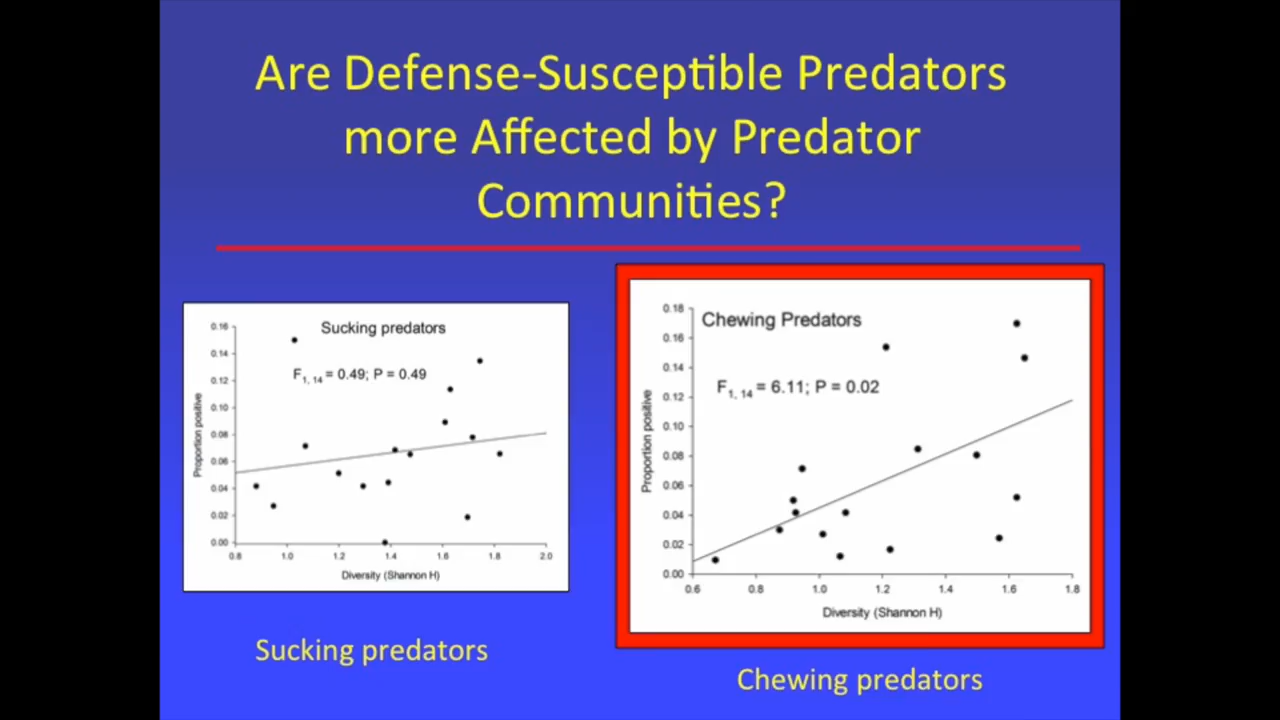 Are Defense-Susceptible Predators
more Affected by Predator
Communities?
Sucking predators
F1, 14 = 0.49; P = 0.49
Proportion positive
0.16
0.14
0.12
0.10
0.08
0.06
0.04
0.02
0.00
0.8 1.0 1.2 1.4 1.6 1.8 2.0
Diversity (Shannon H)
Sucking predators
Chewing Predators
F1, 14 = 6.11; P = 0.02
Proportion positive
0.18
0.16
0.14
0.12
0.10
0.08
0.06
0.04
0.02
0.00
0.6 0.8 1.0 1.2 1.4 1.6 1.8
Diversity (Shannon H)
Chewing predators